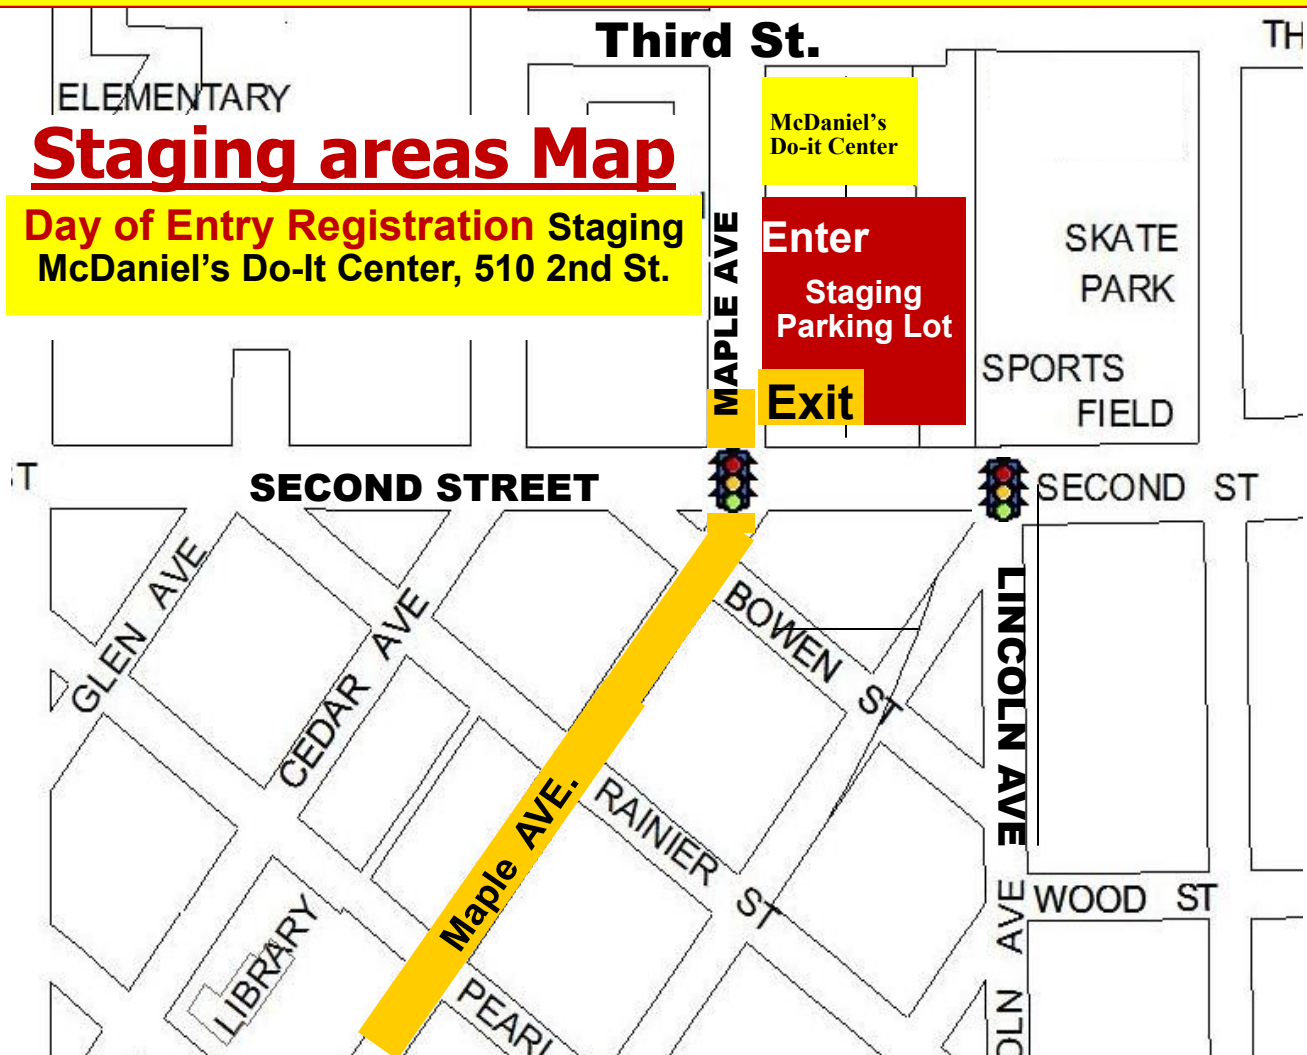 Third St.
TH
ELEMENTARY
McDaniel's
Do-it Center
Staging areas Map
Day of Entry Registration Staging
McDaniel's Do-It Center, 510 2nd St.
MAPLE AVE
Enter
Staging
Parking Lot
Exit
SKATE
PARK
SPORTS
FIELD
ST
SECOND STREET
SECOND ST
GLEN AVE
CEDAR AVE
BOWEN ST
LINCOLN AVE
Maple AVE.
RAINIER ST
WOOD ST
LIBRARY
PEARL
OLN AVE